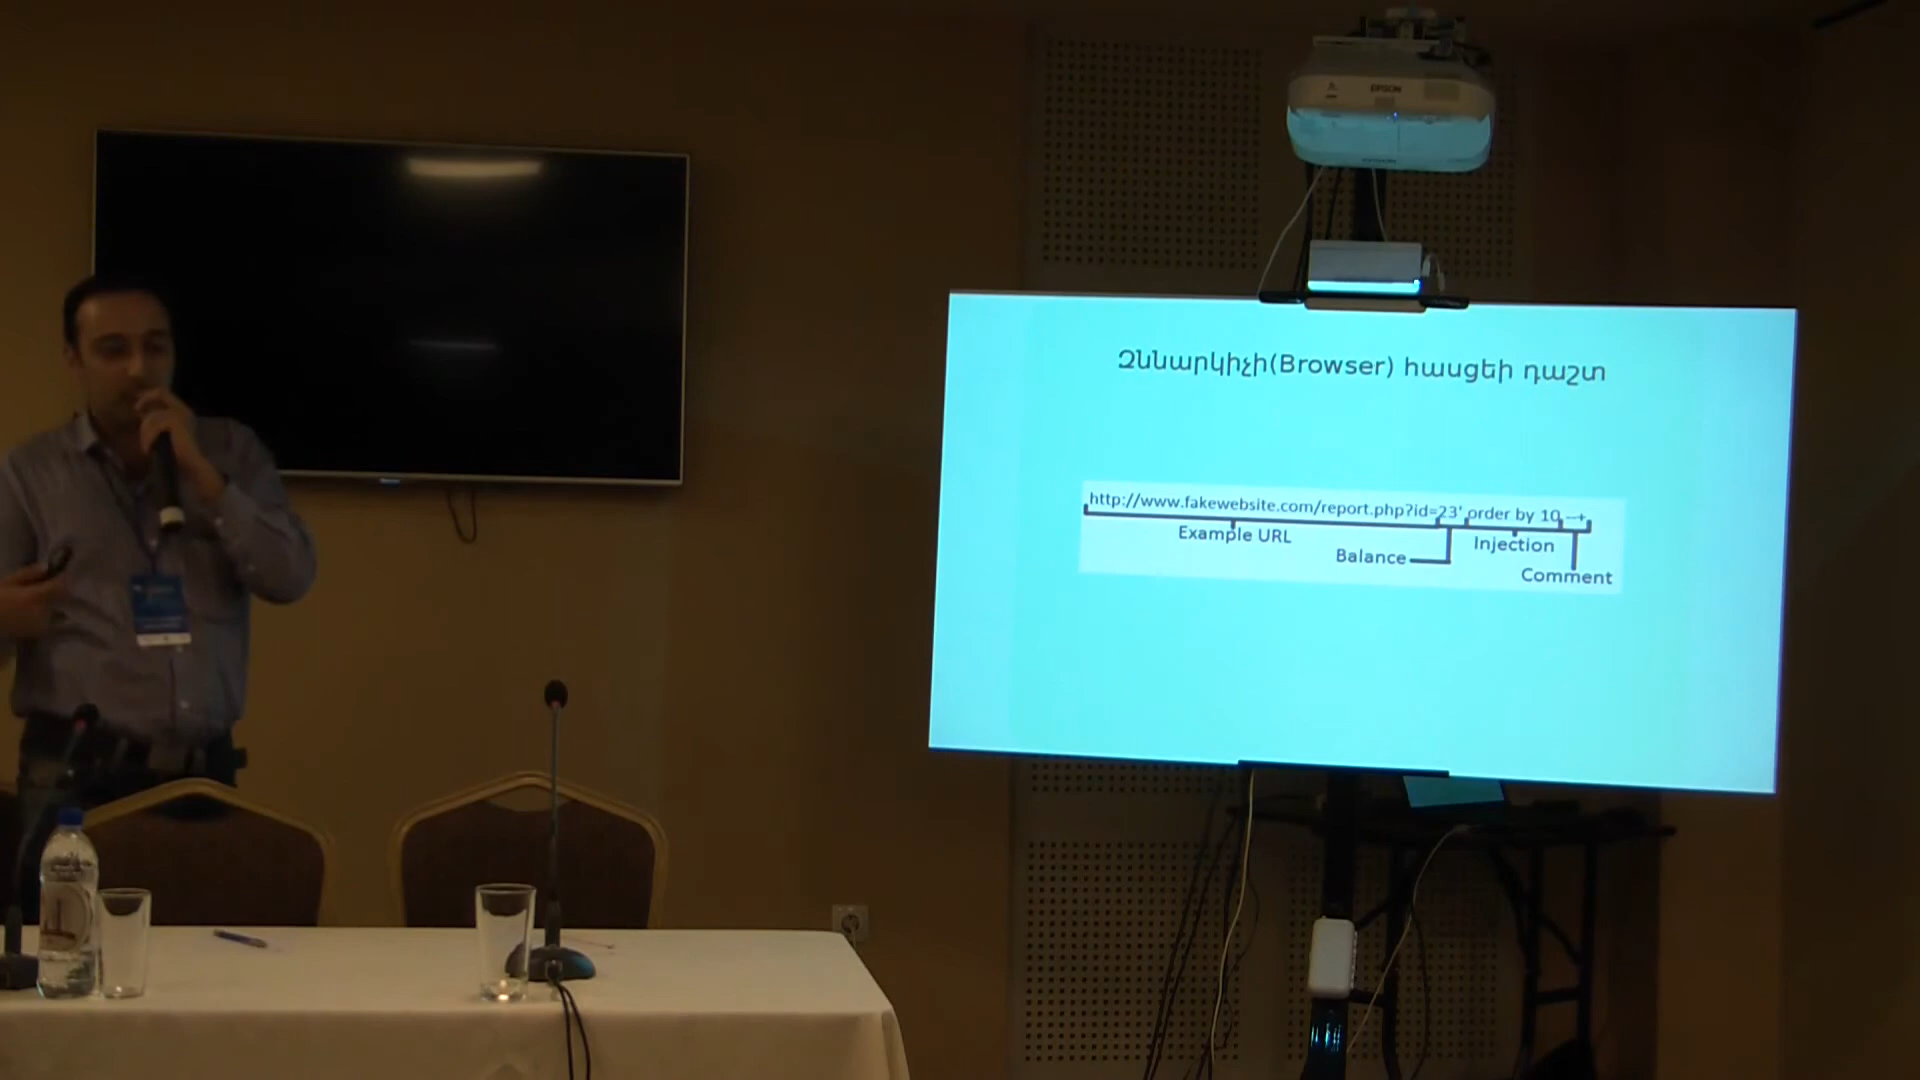 EPSON
Զննարկիչի(Browser) հասցեի դաշտ
http://www.fakewebsite.com/report.php?id=23' order by 10 --+
Example URL
Injection
Balance
Comment